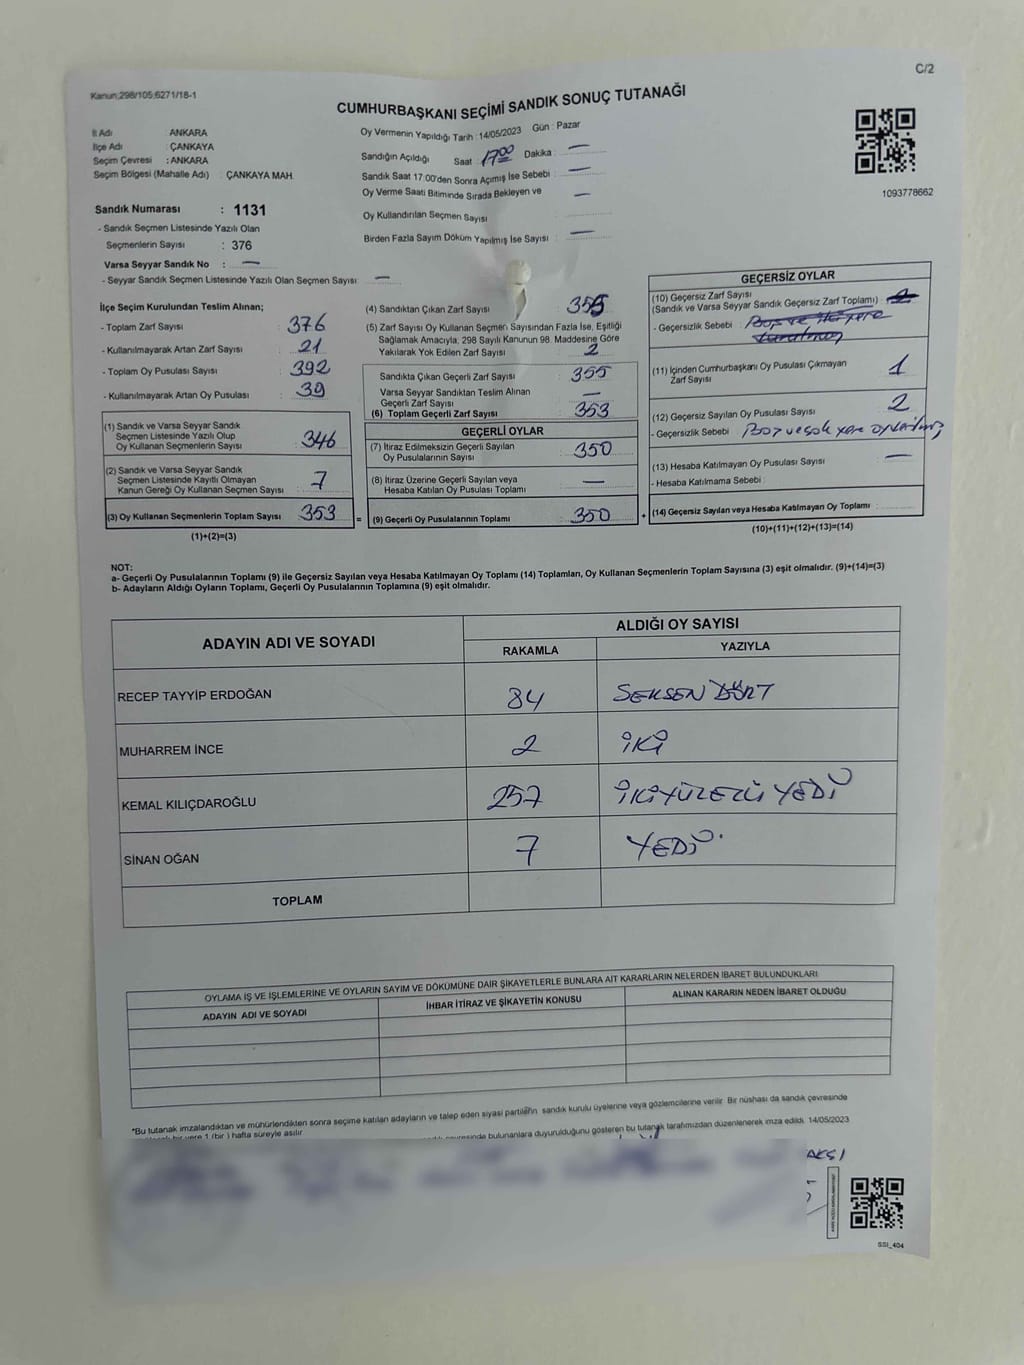 C/2
Kanun;298/105;6271/18-1
CUMHURBAŞKANI SEÇİMİ SANDIK SONUÇ TUTANAĞI
İl Adı ANKARA
İlçe Adı ÇANKAYA
Seçim Çevresi : ANKARA
Seçim Bölgesi (Mahalle Adı) : ÇANKAYA MAH.
Sandık Numarası : 1131
- Sandık Seçmen Listesinde Yazılı Olan
Seçmenlerin Sayısı : 376
Varsa Seyyar Sandık No : —
- Seyyar Sandık Seçmen Listesinde Yazılı Olan Seçmen Sayısı: —
Oy Vermenin Yapıldığı Tarih : 14/05/2023 Gün : Pazar
Sandığın Açıldığı Saat 17:00 Dakika : —
Sandık Saat 17:00'den Sonra Açımış İse Sebebi : —
Oy Verme Saati Bitiminde Sırada Bekleyen ve —
Oy Kullandırılan Seçmen Sayısı :
Birden Fazla Sayım Döküm Yapılmış İse Sayısı : —
1093778662
İlçe Seçim Kurulundan Teslim Alınan;
- Toplam Zarf Sayısı : 376
- Kullanılmayarak Artan Zarf Sayısı : 21
- Toplam Oy Pusulası Sayısı : 392
- Kullanılmayarak Artan Oy Pusulası : 39
(1) Sandık ve Varsa Seyyar Sandık
Seçmen Listesinde Yazılı Olup
Oy Kullanan Seçmenlerin Sayısı : 346
(2) Sandık ve Varsa Seyyar Sandık
Seçmen Listesinde Kayıtlı Olmayan
Kanun Gereği Oy Kullanan Seçmen Sayısı : 7
(3) Oy Kullanan Seçmenlerin Toplam Sayısı : 353
(1)+(2)=(3)
(4) Sandıktan Çıkan Zarf Sayısı : 355
(5) Zarf Sayısı Oy Kullanan Seçmen Sayısından Fazla İse, Eşitliği
Sağlamak Amacıyla; 298 Sayılı Kanunun 98. Maddesine Göre
Yakılarak Yok Edilen Zarf Sayısı : 2
Sandıkta Çıkan Geçerli Zarf Sayısı : 355
Varsa Seyyar Sandıktan Teslim Alınan
Geçerli Zarf Sayısı : —
(6) Toplam Geçerli Zarf Sayısı : 353
GEÇERLİ OYLAR
(7) İtiraz Edilmeksizin Geçerli Sayılan
Oy Pusulalarının Sayısı : 350
(8) İtiraz Üzerine Geçerli Sayılan veya
Hesaba Katılan Oy Pusulası Toplamı : —
= (9) Geçerli Oy Pusulalarının Toplamı : 350
GEÇERSİZ OYLAR
(10) Geçersiz Zarf Sayısı
(Sandık ve Varsa Seyyar Sandık Geçersiz Zarf Toplamı) :
- Geçersizlik Sebebi :
(11) İçinden Cumhurbaşkanı Oy Pusulası Çıkmayan
Zarf Sayısı : 1
(12) Geçersiz Sayılan Oy Pusulası Sayısı : 2
- Geçersizlik Sebebi : Boş ve çok yere
(13) Hesaba Katılmayan Oy Pusulası Sayısı : —
- Hesaba Katılmama Sebebi :
+ (14) Geçersiz Sayılan veya Hesaba Katılmayan Oy Toplamı :
(10)+(11)+(12)+(13)=(14)
NOT:
a- Geçerli Oy Pusulalarının Toplamı (9) ile Geçersiz Sayılan veya Hesaba Katılmayan Oy Toplamı (14) Toplamları, Oy Kullanan Seçmenlerin Toplam Sayısına (3) eşit olmalıdır. (9)+(14)=(3)
b- Adayların Aldığı Oyların Toplamı, Geçerli Oy Pusulalarının Toplamına (9) eşit olmalıdır.
ADAYIN ADI VE SOYADI ALDIĞI OY SAYISI
RAKAMLA YAZIYLA
RECEP TAYYİP ERDOĞAN 84 SEKSEN DÖRT
MUHARREM İNCE 2 İKİ
KEMAL KILIÇDAROĞLU 257 İKİYÜZELLİ YEDİ
SİNAN OĞAN 7 YEDİ
TOPLAM
OYLAMA İŞ VE İŞLEMLERİNE VE OYLARIN SAYIM VE DÖKÜMÜNE DAİR ŞİKAYETLERLE BUNLARA AİT KARARLARIN NELERDEN İBARET BULUNDUKLARI
ADAYIN ADI VE SOYADI İHBAR İTİRAZ VE ŞİKAYETİN KONUSU ALINAN KARARIN NEDEN İBARET OLDUĞU
*Bu tutanak imzalandıktan ve mühürlendikten sonra seçime katılan adayların ve talep eden siyasi partilerin sandık kurulu üyelerine veya gözlemcilerine verilir. Bir nüshası da sandık çevresinde
bir yere 1 (bir) hafta süreyle asılır.
bulunanlara duyurulduğunu gösteren bu tutanak tarafımızdan düzenlenerek imza edildi. 14/05/2023
SSI_404